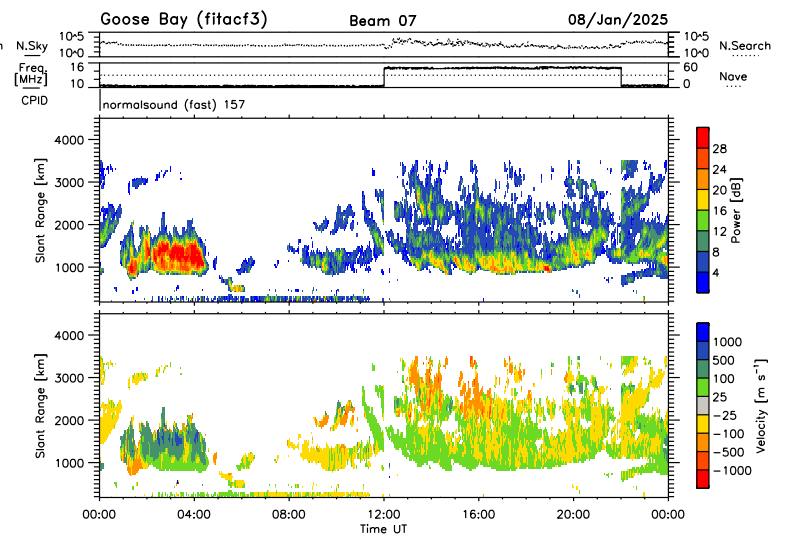 Goose Bay (fitacf3) Beam 07 08/Jan/2025
n N.Sky 10^5 10^5 N.Search
10^0 10^0
Freq. 16 60
[MHz] 10 0 Nave
CPID normalsound (fast) 157
4000
3000
2000
1000
Slant Range [km]
28
24
20
16
12
8
4
Power [dB]
4000
3000
2000
1000
Slant Range [km]
1000
500
100
25
-25
-100
-500
-1000
Velocity [m s⁻¹]
00:00 04:00 08:00 12:00 16:00 20:00 00:00
Time UT